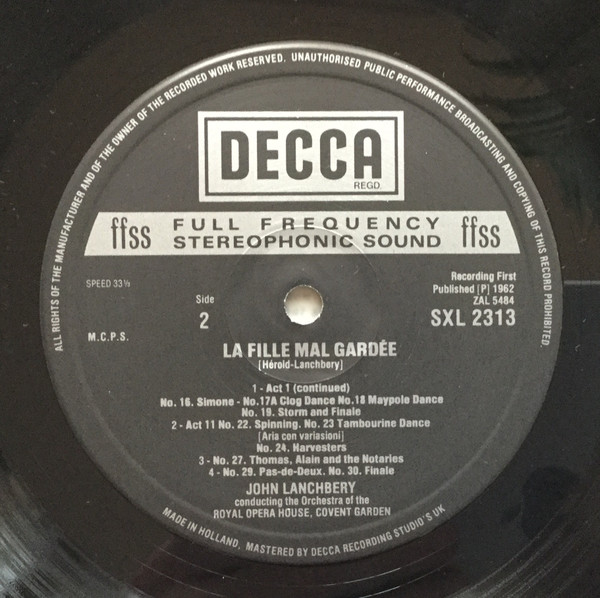 ALL RIGHTS OF THE MANUFACTURER AND OF THE OWNER OF THE RECORDED WORK RESERVED. UNAUTHORISED PUBLIC PERFORMANCE BROADCASTING AND COPYING OF THIS RECORD PROHIBITED.
DECCA
REGD.
ffss FULL FREQUENCY STEREOPHONIC SOUND ffss
SPEED 33⅓
Recording First
Published [P] 1962
ZAL 5484
Side
2
SXL 2313
M.C.P.S.
LA FILLE MAL GARDÉE
[Hérold-Lanchbery]
1 - Act 1 (continued)
No. 16. Simone - No.17A Clog Dance No.18 Maypole Dance
No. 19. Storm and Finale
2 - Act 11 No. 22. Spinning. No. 23 Tambourine Dance
[Aria con variasioni]
No. 24. Harvesters
3 - No. 27. Thomas, Alain and the Notaries
4 - No. 29. Pas-de-Deux. No. 30. Finale
JOHN LANCHBERY
conducting the Orchestra of the
ROYAL OPERA HOUSE, COVENT GARDEN
MADE IN HOLLAND. MASTERED BY DECCA RECORDING STUDIO'S UK